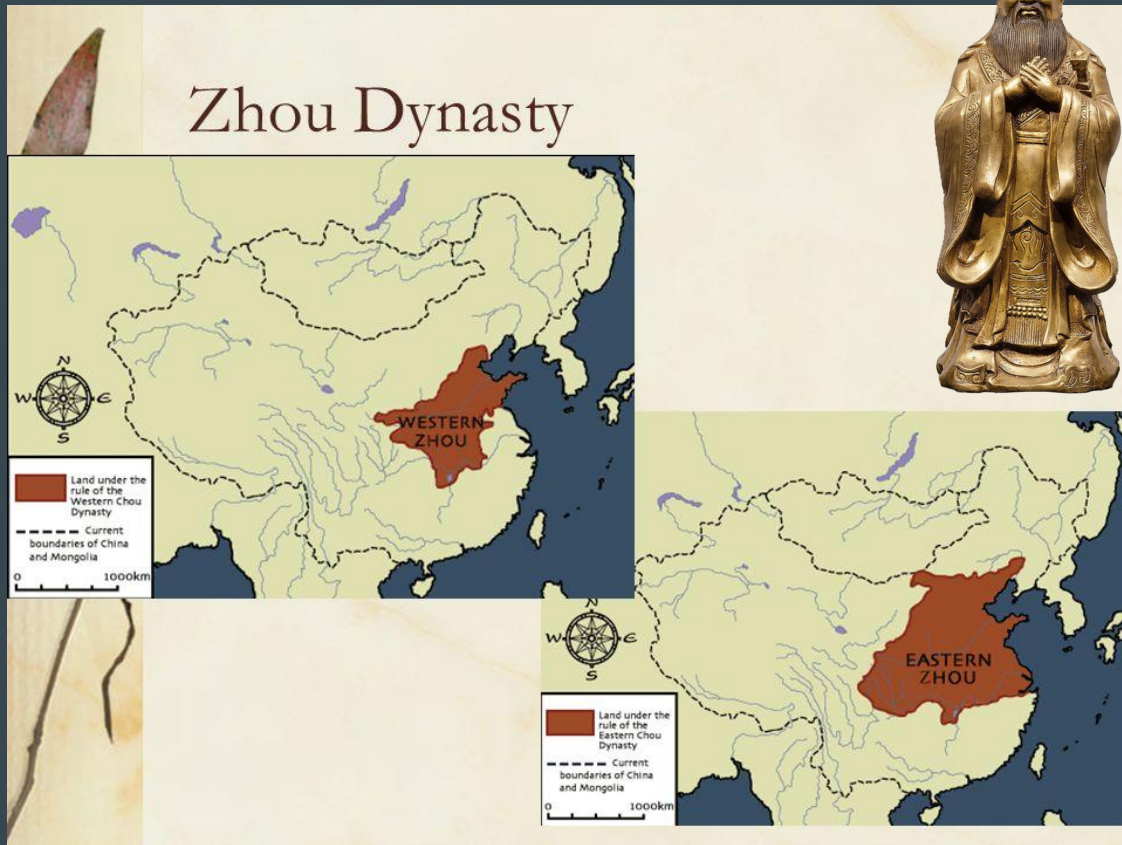 Zhou Dynasty
N
W
E
S
WESTERN
ZHOU
Land under the
rule of the
Western Chou
Dynasty
Current
boundaries of China
and Mongolia
0 1000km
N
W
E
S
EASTERN
ZHOU
Land under the
rule of the
Eastern Chou
Dynasty
Current
boundaries of China
and Mongolia
0 1000km